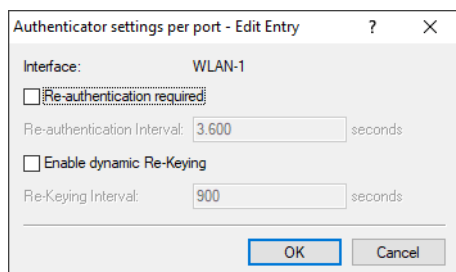 Authenticator settings per port - Edit Entry ? ×
Interface: WLAN-1
Re-authentication required
Re-authentication Interval: 3.600 seconds
Enable dynamic Re-Keying
Re-Keying Interval: 900 seconds
OK Cancel